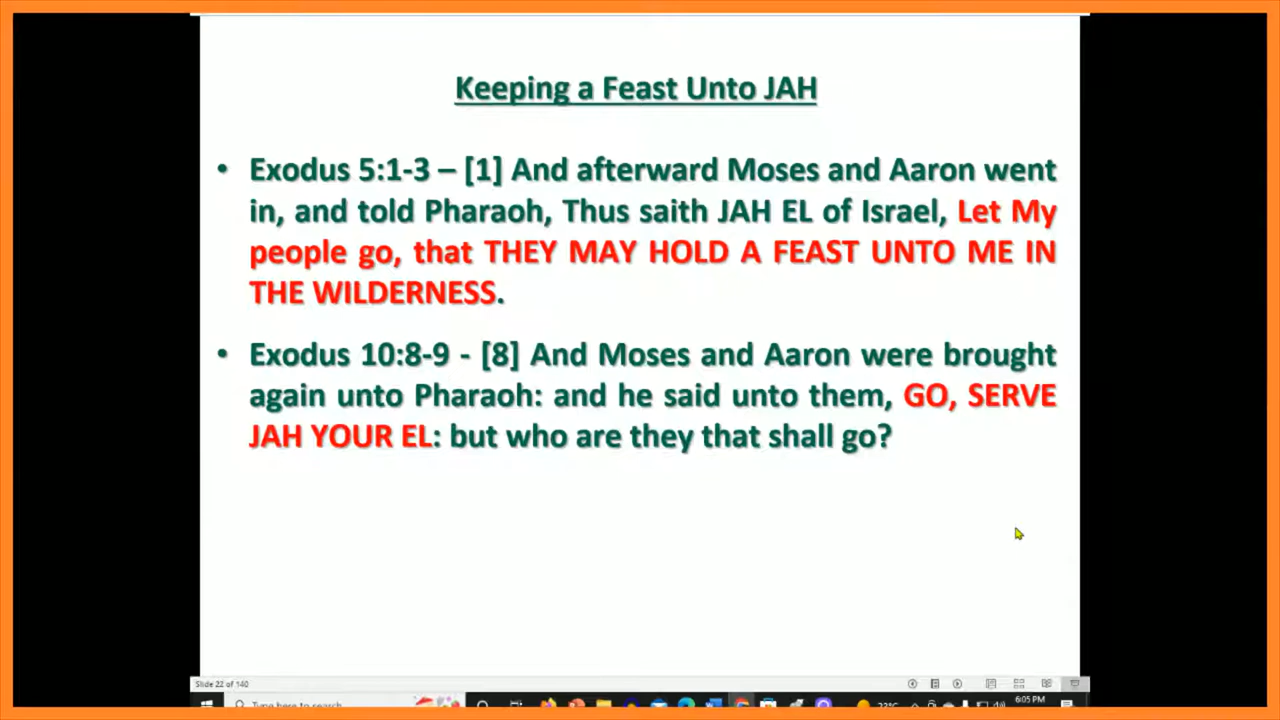 Keeping a Feast Unto JAH
• Exodus 5:1-3 – [1] And afterward Moses and Aaron went
in, and told Pharaoh, Thus saith JAH EL of Israel, Let My
people go, that THEY MAY HOLD A FEAST UNTO ME IN
THE WILDERNESS.
• Exodus 10:8-9 - [8] And Moses and Aaron were brought
again unto Pharaoh: and he said unto them, GO, SERVE
JAH YOUR EL: but who are they that shall go?
Slide 22 of 140
Type here to search
6:05 PM